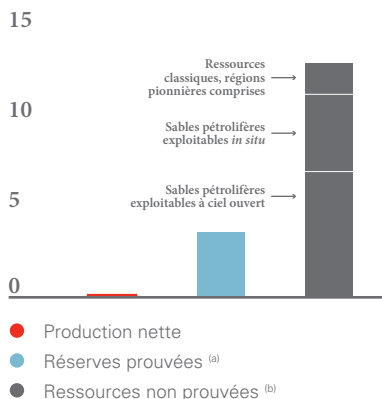 15
Ressources
classiques, régions
pionnières comprises
10
Sables pétrolifères
exploitables in situ
Sables pétrolifères
exploitables à ciel ouvert
5
0
Production nette
Réserves prouvées (a)
Ressources non prouvées (b)